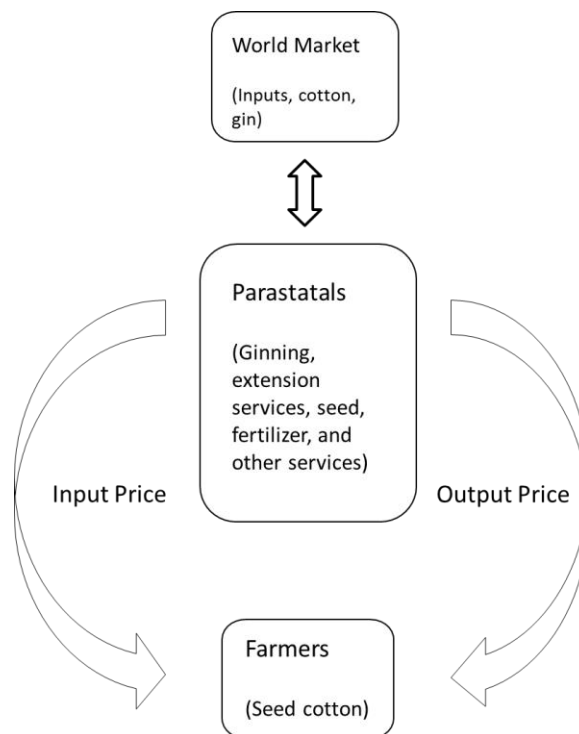 World Market
(Inputs, cotton,
gin)
Parastatals
(Ginning,
extension
services, seed,
fertilizer, and
other services)
Input Price
Output Price
Farmers
(Seed cotton)